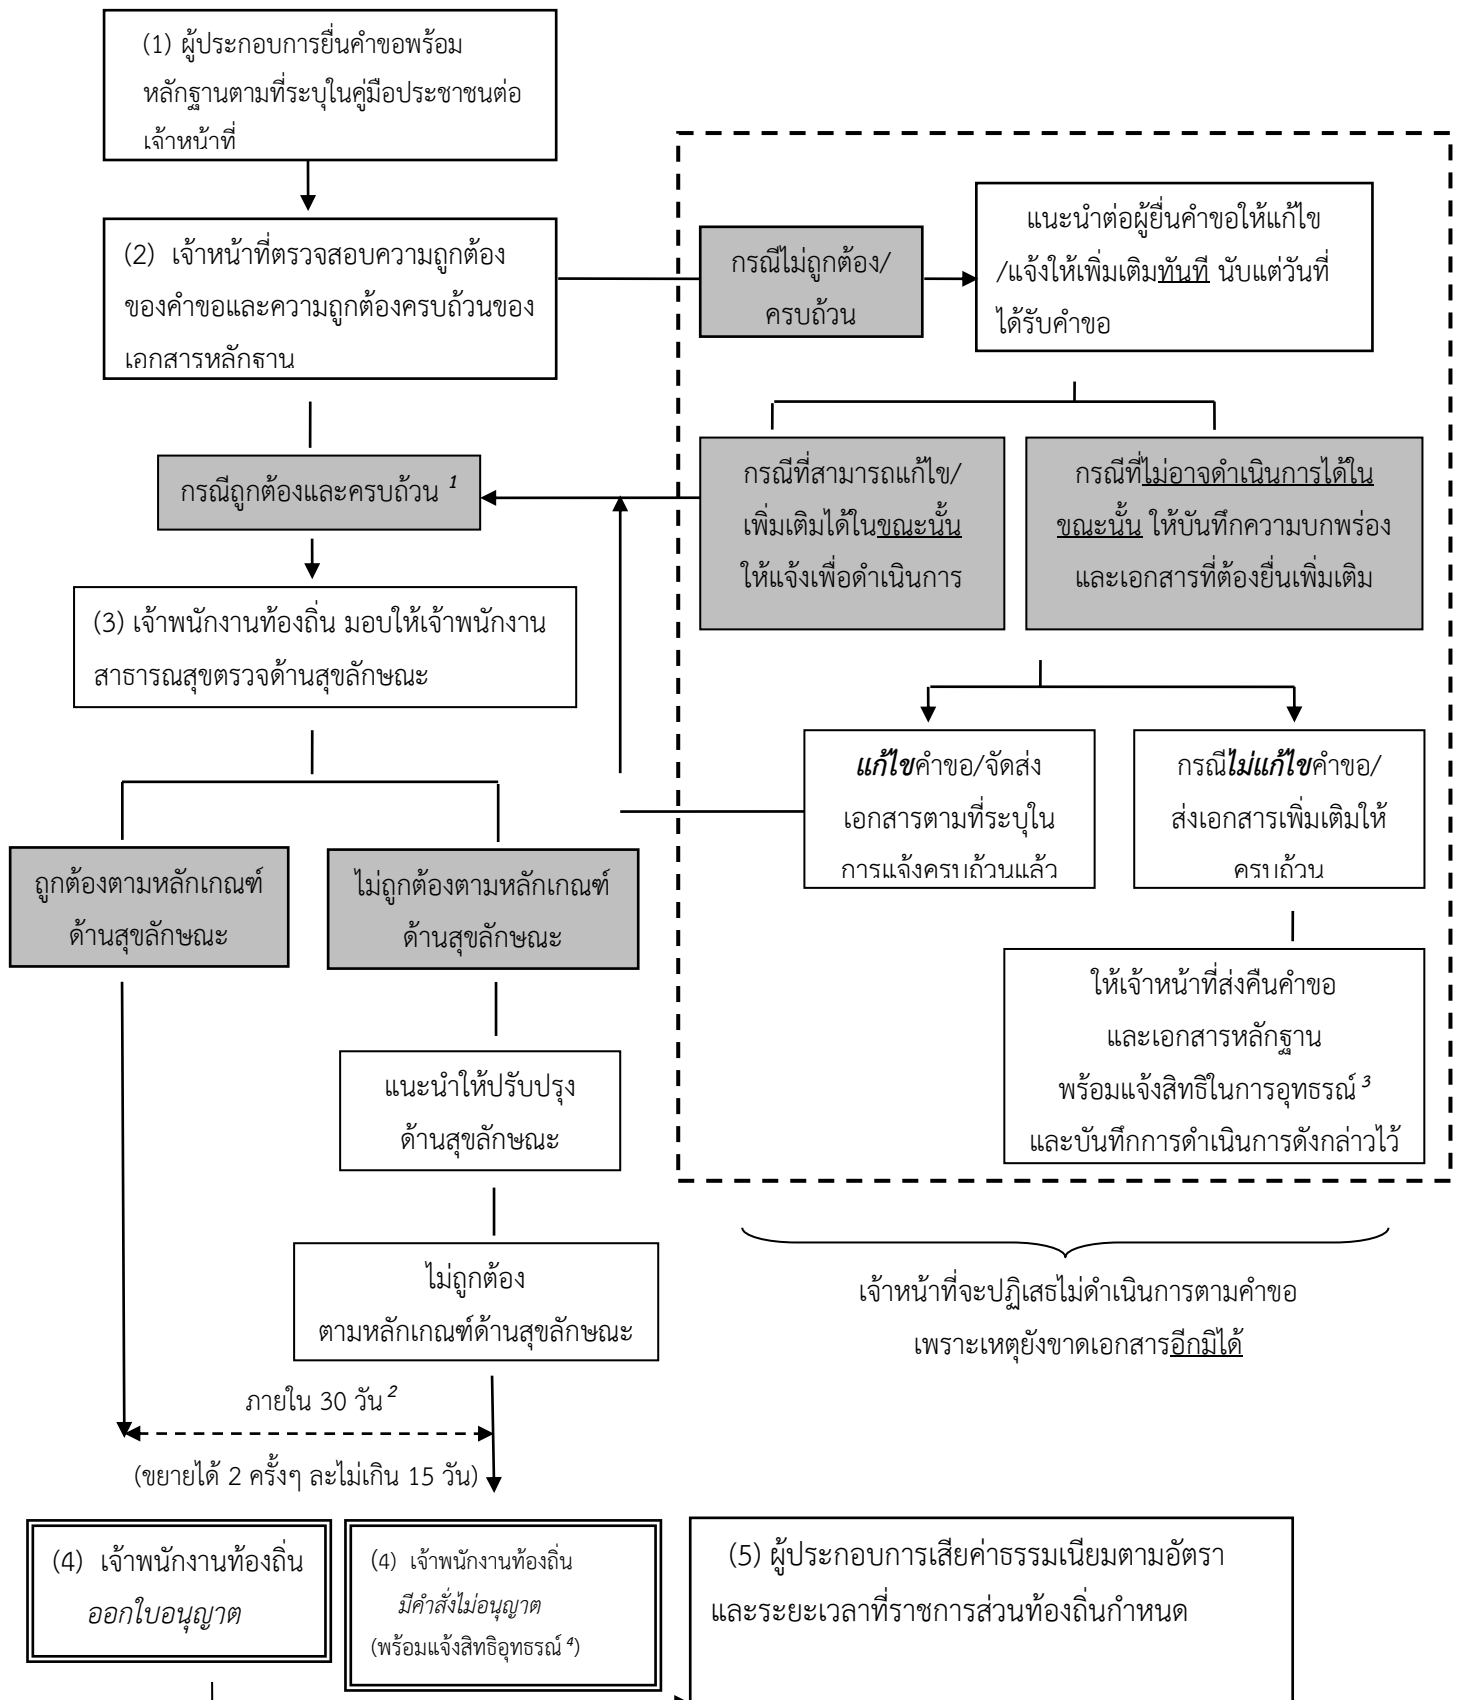 (1) ผู้ประกอบการยื่นคำขอพร้อม
หลักฐานตามที่ระบุในคู่มือประชาชนต่อ
เจ้าหน้าที่
(2) เจ้าหน้าที่ตรวจสอบความถูกต้อง
ของคำขอและความถูกต้องครบถ้วนของ
เอกสารหลักฐาน
กรณีไม่ถูกต้อง/
ครบถ้วน
แนะนำต่อผู้ยื่นคำขอให้แก้ไข
/แจ้งให้เพิ่มเติมทันที นับแต่วันที่
ได้รับคำขอ
กรณีถูกต้องและครบถ้วน 1
กรณีที่สามารถแก้ไข/
เพิ่มเติมได้ในขณะนั้น
ให้แจ้งเพื่อดำเนินการ
กรณีที่ไม่อาจดำเนินการได้ใน
ขณะนั้น ให้บันทึกความบกพร่อง
และเอกสารที่ต้องยื่นเพิ่มเติม
(3) เจ้าพนักงานท้องถิ่น มอบให้เจ้าพนักงาน
สาธารณสุขตรวจด้านสุขลักษณะ
แก้ไขคำขอ/จัดส่ง
เอกสารตามที่ระบุใน
การแจ้งครบถ้วนแล้ว
กรณีไม่แก้ไขคำขอ/
ส่งเอกสารเพิ่มเติมให้
ครบถ้วน
ถูกต้องตามหลักเกณฑ์
ด้านสุขลักษณะ
ไม่ถูกต้องตามหลักเกณฑ์
ด้านสุขลักษณะ
ให้เจ้าหน้าที่ส่งคืนคำขอ
และเอกสารหลักฐาน
พร้อมแจ้งสิทธิในการอุทธรณ์ 3
และบันทึกการดำเนินการดังกล่าวไว้
แนะนำให้ปรับปรุง
ด้านสุขลักษณะ
ไม่ถูกต้อง
ตามหลักเกณฑ์ด้านสุขลักษณะ
เจ้าหน้าที่จะปฏิเสธไม่ดำเนินการตามคำขอ
เพราะเหตุยังขาดเอกสารอีกมิได้
ภายใน 30 วัน 2
(ขยายได้ 2 ครั้งๆ ละไม่เกิน 15 วัน)
(4) เจ้าพนักงานท้องถิ่น
ออกใบอนุญาต
(4) เจ้าพนักงานท้องถิ่น
มีคำสั่งไม่อนุญาต
(พร้อมแจ้งสิทธิอุทธรณ์ 4)
(5) ผู้ประกอบการเสียค่าธรรมเนียมตามอัตรา
และระยะเวลาที่ราชการส่วนท้องถิ่นกำหนด